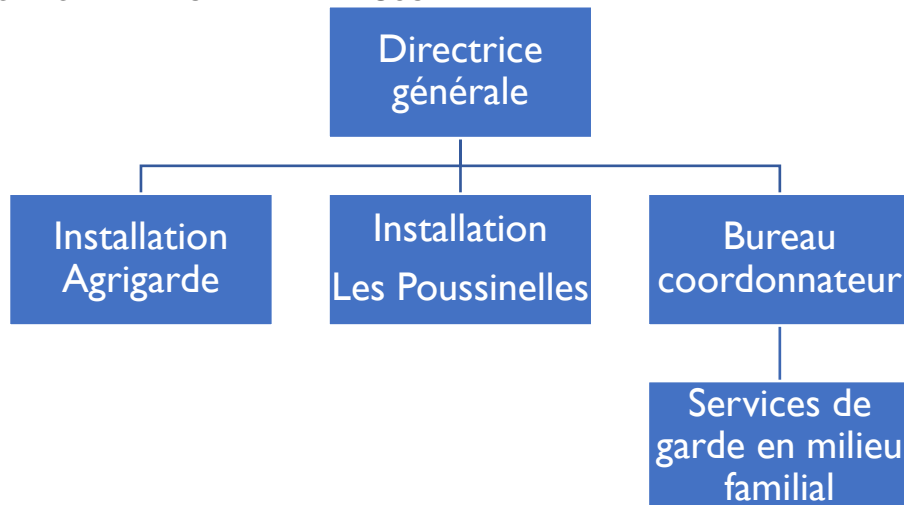 Directrice
générale
Installation
Agrigarde
Installation
Les Poussinelles
Bureau
coordonnateur
Services de
garde en milieu
familial